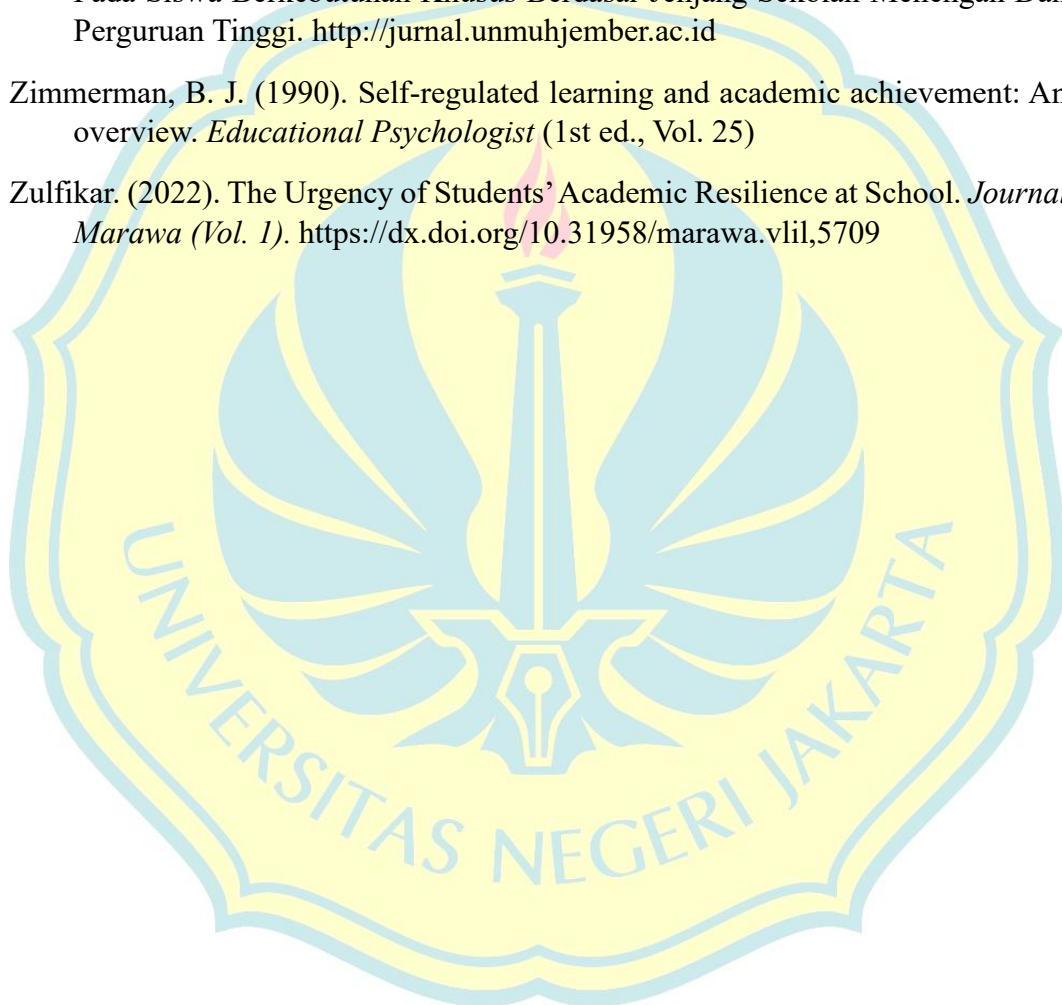 Pada Siswa Berkebutuhan Khusus Berdasar Jenjang Sekolah Menengah Dan
Perguruan Tinggi. http://jurnal.unmuhjember.ac.id
Zimmerman, B. J. (1990). Self-regulated learning and academic achievement: An
overview. Educational Psychologist (1st ed., Vol. 25)
Zulfikar. (2022). The Urgency of Students’ Academic Resilience at School. Journal
Marawa (Vol. 1). https://dx.doi.org/10.31958/marawa.vlil,5709
UNIVERSITAS NEGERI JAKARTA